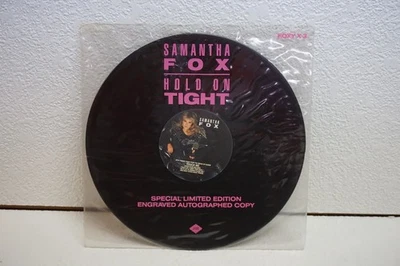 SAMANTHA
FOX
HOLD ON
TIGHT
SAMANTHA
FOX
SPECIAL LIMITED EDITION
ENGRAVED AUTOGRAPHED COPY